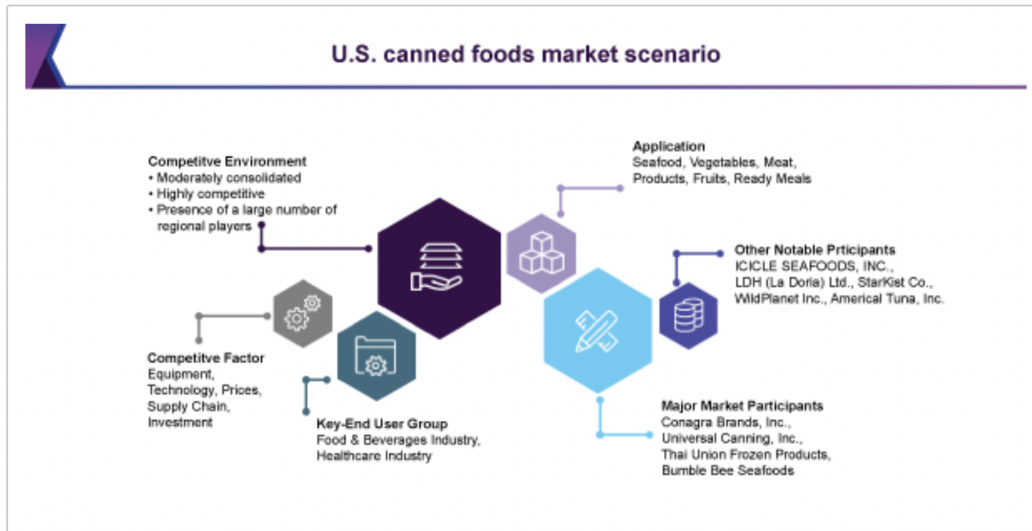 U.S. canned foods market scenario
Competitve Environment
• Moderately consolidated
• Highly competitive
• Presence of a large number of
regional players
Application
Seafood, Vegetables, Meat,
Products, Fruits, Ready Meals
Other Notable Prticipants
ICICLE SEAFOODS, INC.,
LDH (La Doria) Ltd., StarKist Co.,
WildPlanet Inc., Americal Tuna, Inc.
Competitve Factor
Equipment,
Technology, Prices,
Supply Chain,
Investment
Key-End User Group
Food & Beverages Industry,
Healthcare Industry
Major Market Participants
Conagra Brands, Inc.,
Universal Canning, Inc.,
Thai Union Frozen Products,
Bumble Bee Seafoods